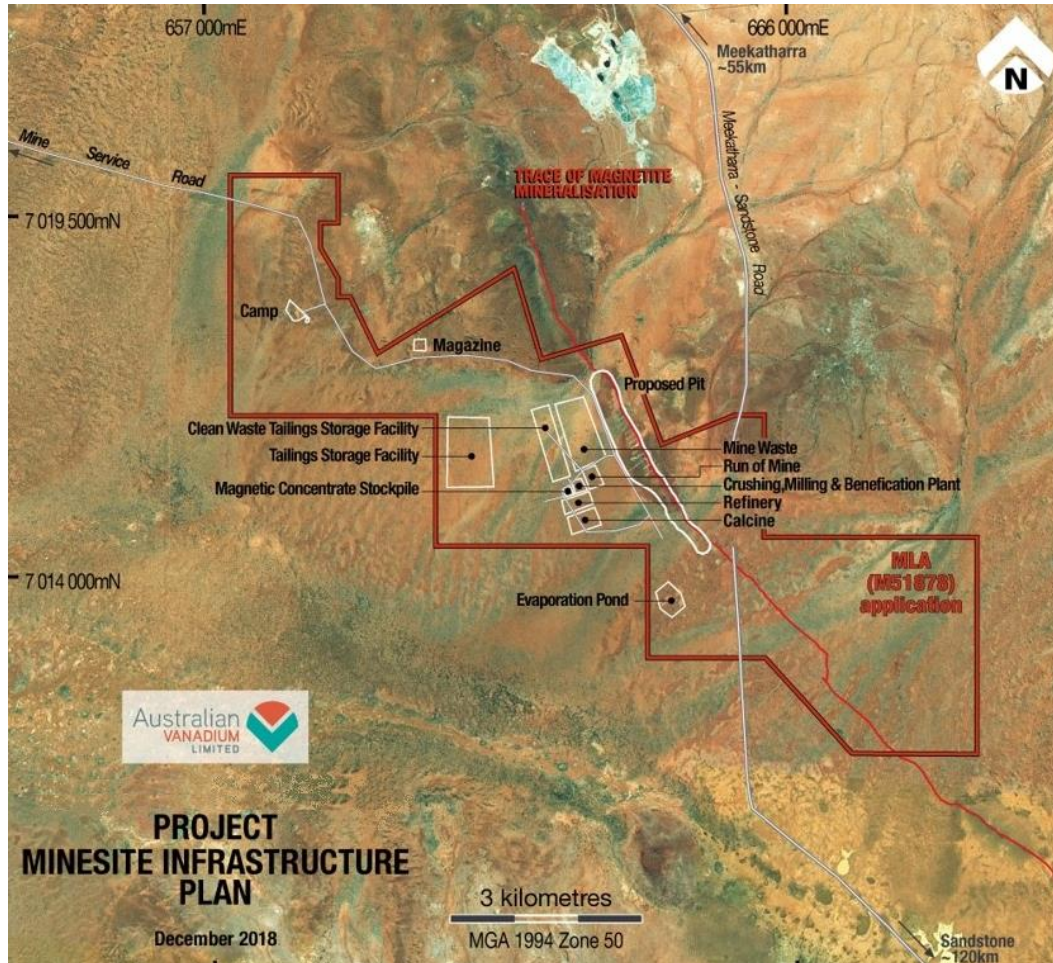 657 000mE
666 000mE
Meekatharra
~55km
N
Mine Service Road
Meekatharra - Sandstone Road
TRACE OF MAGNETITE
MINERALISATION
7 019 500mN
Camp
Magazine
Proposed Pit
Clean Waste Tailings Storage Facility
Mine Waste
Tailings Storage Facility
Run of Mine
Magnetic Concentrate Stockpile
Crushing,Milling & Benefication Plant
Refinery
Calcine
7 014 000mN
MLA
(M51878)
application
Evaporation Pond
Australian
VANADIUM
LIMITED
PROJECT
MINESITE INFRASTRUCTURE
PLAN
December 2018
3 kilometres
MGA 1994 Zone 50
Sandstone
~120km